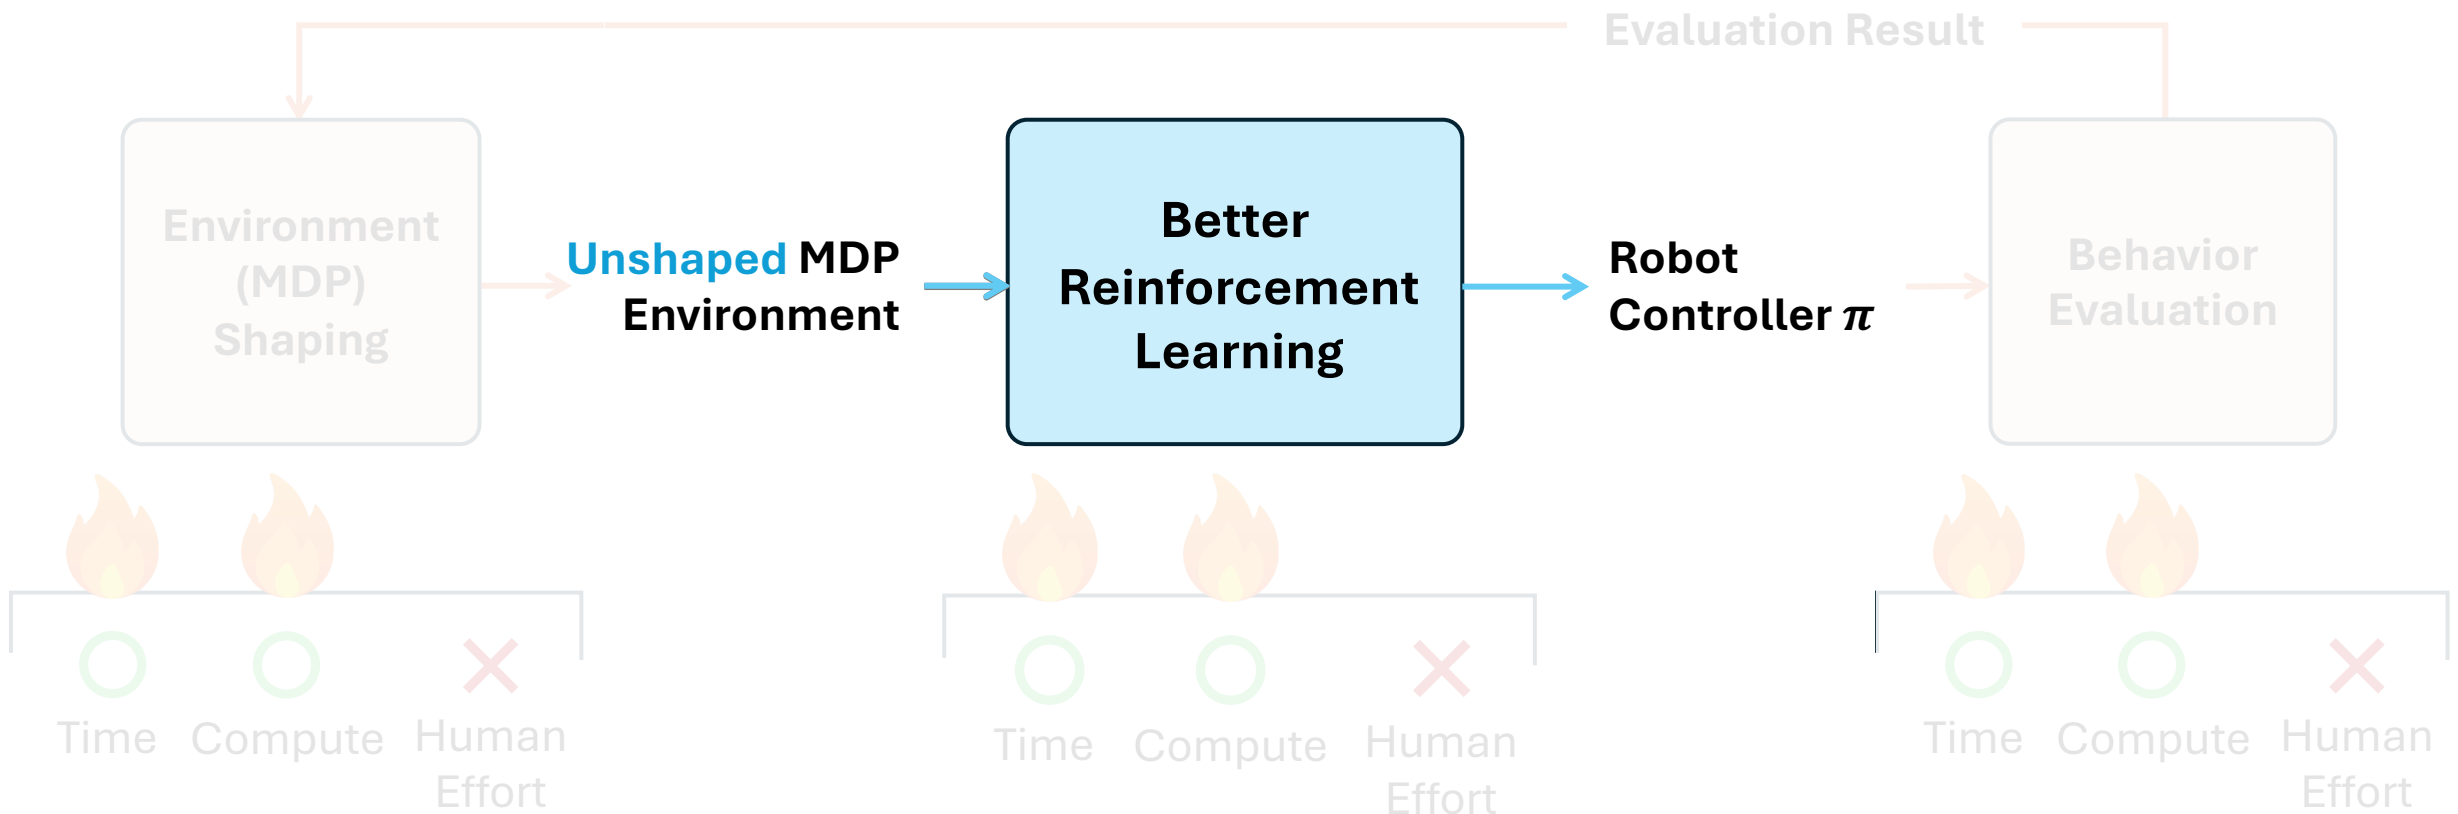 Evaluation Result
Environment
(MDP)
Shaping
Unshaped MDP
Environment
Better
Reinforcement
Learning
Robot
Controller π
Behavior
Evaluation
Time
Compute
Human
Effort
Time
Compute
Human
Effort
Time
Compute
Human
Effort